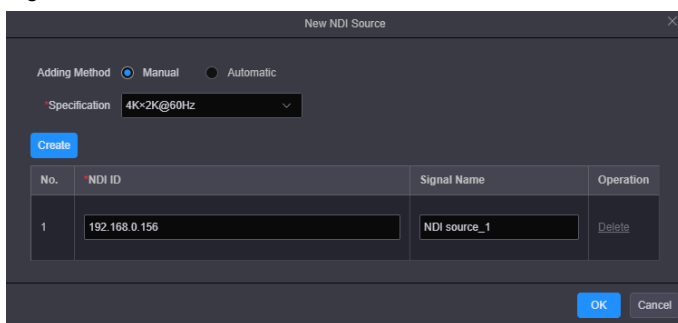 New NDI Source
Adding Method Manual Automatic
*Specification 4K×2K@60Hz
Create
No. *NDI ID Signal Name Operation
1 192.168.0.156 NDI source_1 Delete
OK Cancel